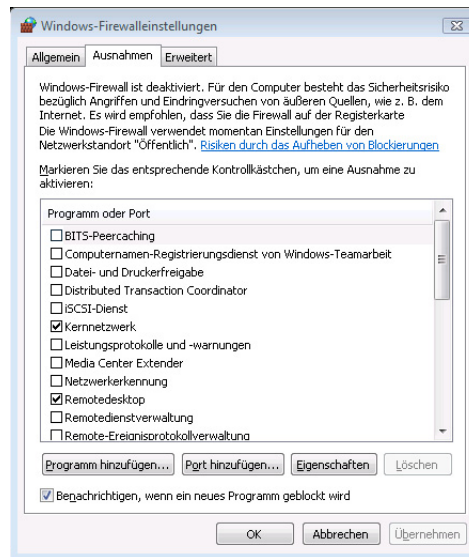 Windows-Firewalleinstellungen
Allgemein Ausnahmen Erweitert
Windows-Firewall ist deaktiviert. Für den Computer besteht das Sicherheitsrisiko
bezüglich Angriffen und Eindringversuchen von äußeren Quellen, wie z. B. dem
Internet. Es wird empfohlen, dass Sie die Firewall auf der Registerkarte
Die Windows-Firewall verwendet momentan Einstellungen für den
Netzwerkstandort "Öffentlich". Risiken durch das Aufheben von Blockierungen
Markieren Sie das entsprechende Kontrollkästchen, um eine Ausnahme zu
aktivieren:
Programm oder Port
BITS-Peercaching
Computernamen-Registrierungsdienst von Windows-Teamarbeit
Datei- und Druckerfreigabe
Distributed Transaction Coordinator
iSCSI-Dienst
Kernnetzwerk
Leistungsprotokolle und -warnungen
Media Center Extender
Netzwerkerkennung
Remotedesktop
Remotedienstverwaltung
Remote-Ereignisprotokollverwaltung
Programm hinzufügen... Port hinzufügen... Eigenschaften Löschen
Benachrichtigen, wenn ein neues Programm geblockt wird
OK Abbrechen Übernehmen